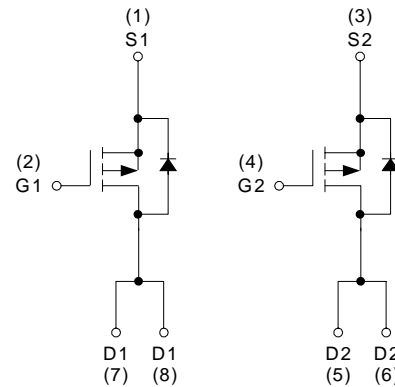 (1)
S1
(3)
S2
(2)
G1
(4)
G2
D1 D1
(7) (8)
D2 D2
(5) (6)